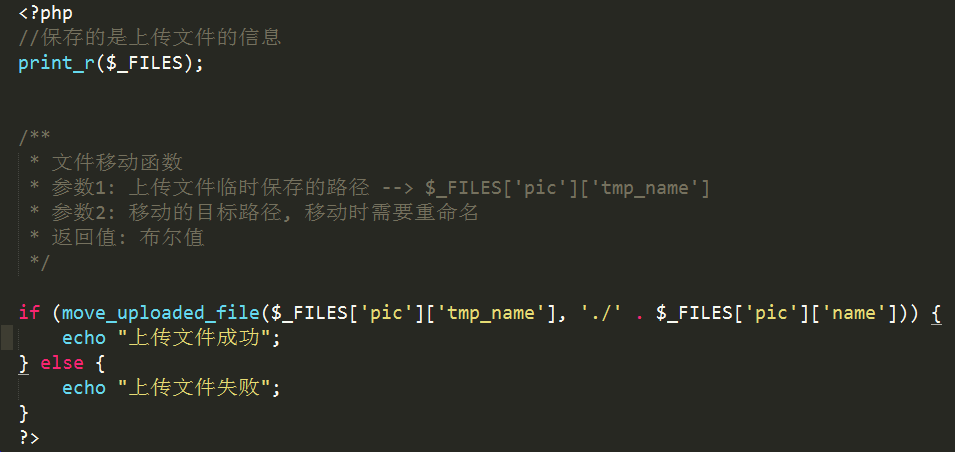 <?php
//保存的是上传文件的信息
print_r($_FILES);
/**
* 文件移动函数
* 参数1: 上传文件临时保存的路径 --> $_FILES['pic']['tmp_name']
* 参数2: 移动的目标路径, 移动时需要重命名
* 返回值: 布尔值
*/
if (move_uploaded_file($_FILES['pic']['tmp_name'], './' . $_FILES['pic']['name'])) {
echo "上传文件成功";
} else {
echo "上传文件失败";
}
?>